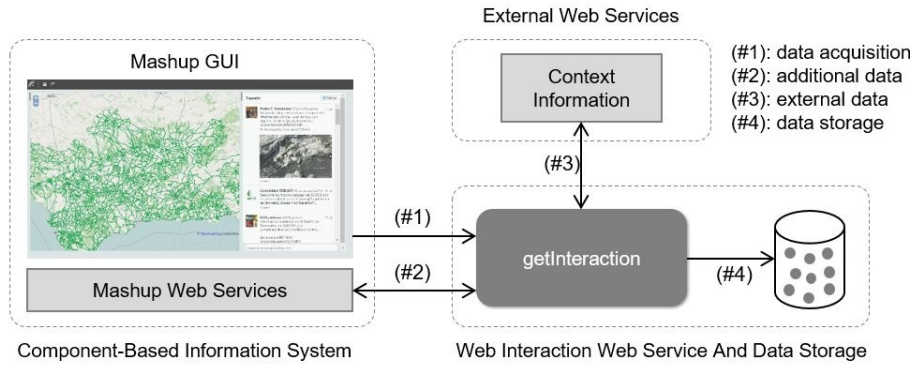 External Web Services
Mashup GUI
Context
Information
(#1): data acquisition
(#2): additional data
(#3): external data
(#4): data storage
(#3)
(#1)
getInteraction
(#2)
(#4)
Mashup Web Services
Component-Based Information System
Web Interaction Web Service And Data Storage